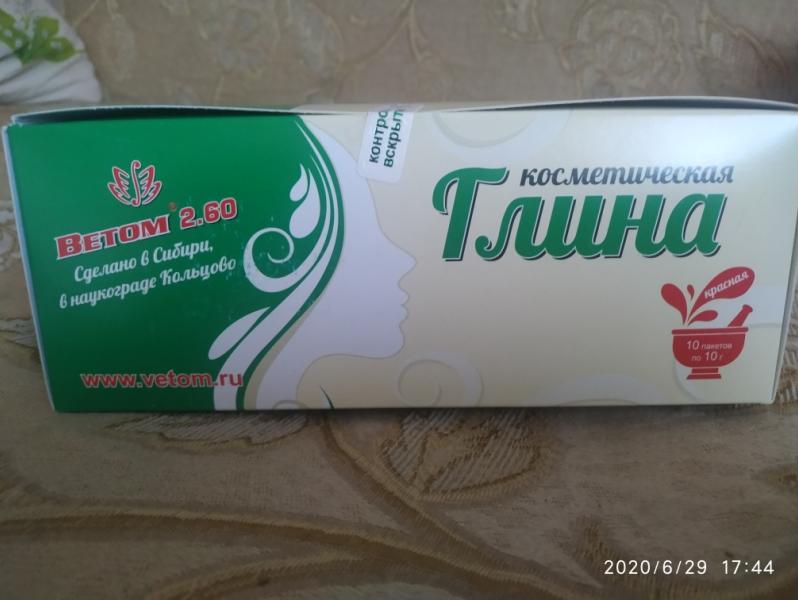 контро
вскрыт
Ветом® 2.60
Сделано в Сибири,
в наукограде Кольцово
www.vetom.ru
косметическая
Глина
красная
10 пакетов
по 10 г
2020/6/29 17:44